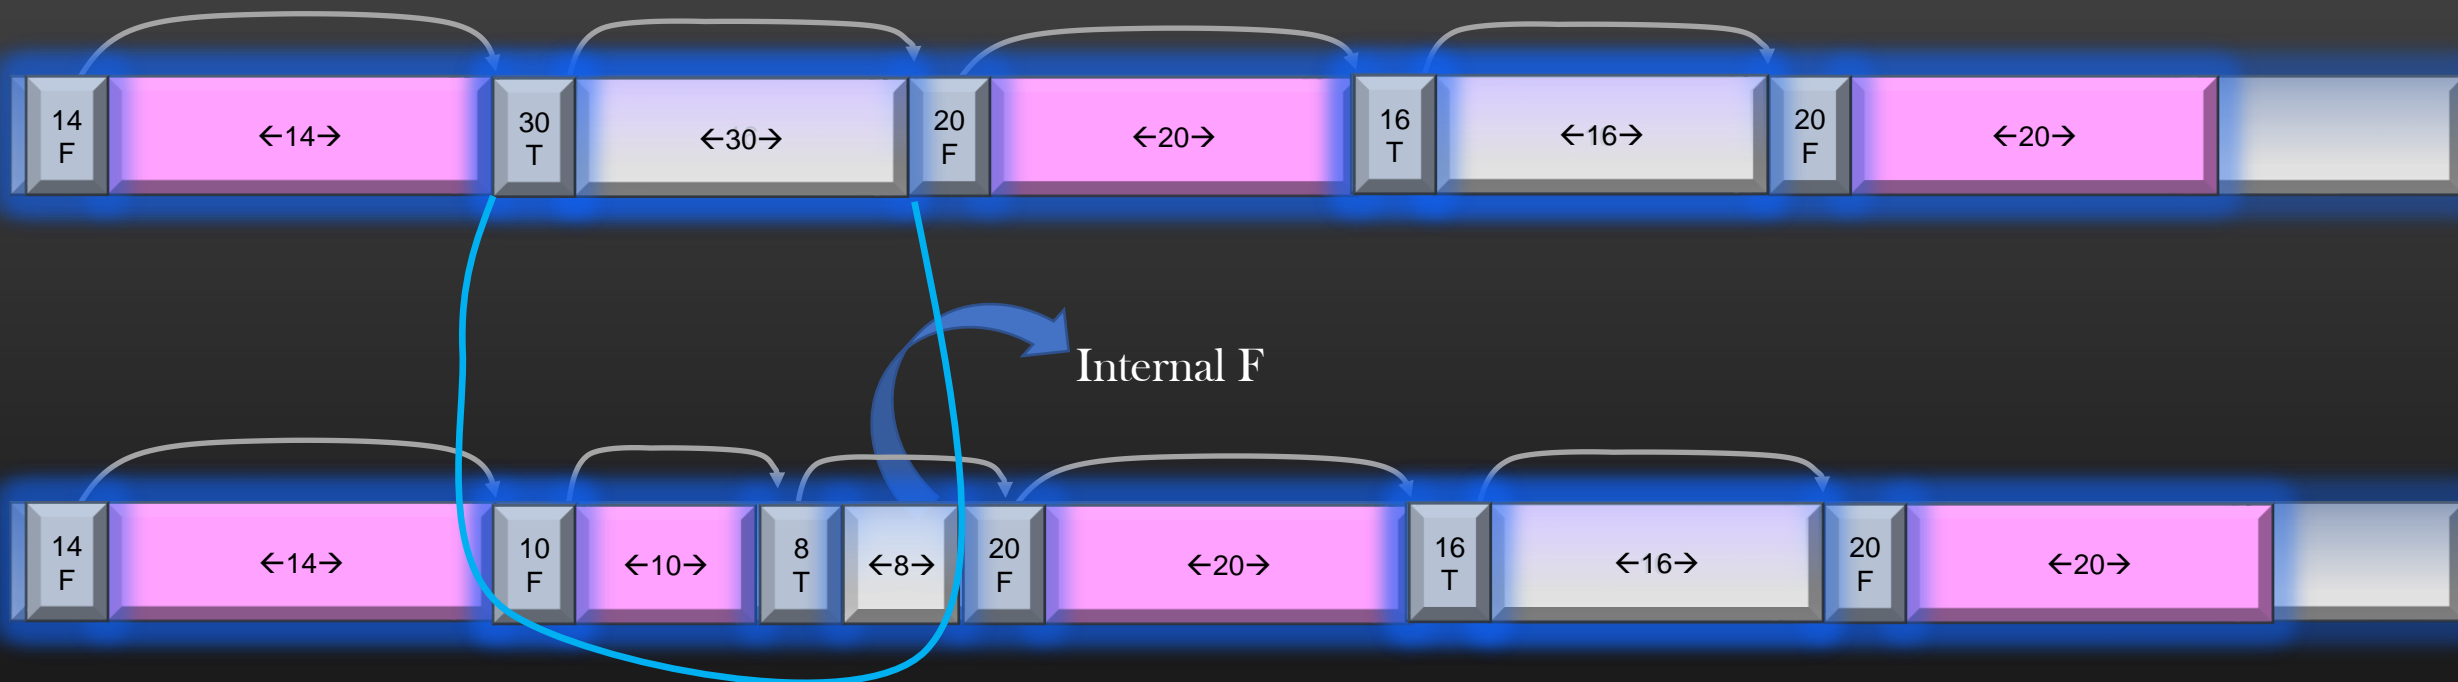 14
F
←14→
30
T
←30→
20
F
←20→
16
T
←16→
20
F
←20→
Internal F
14
F
←14→
10
F
←10→
8
T
←8→
20
F
←20→
16
T
←16→
20
F
←20→